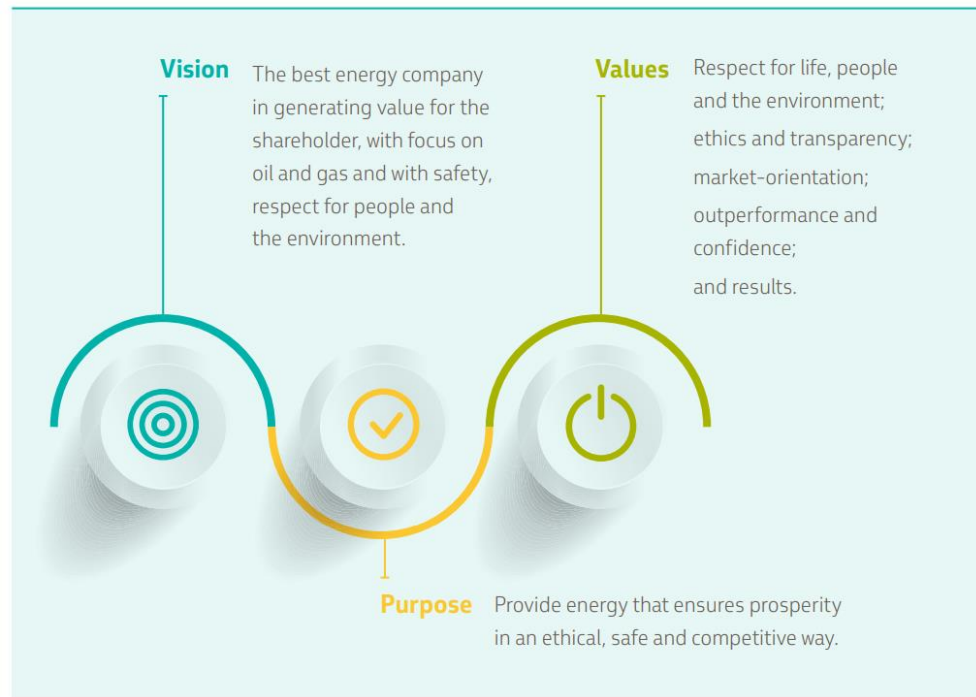 Vision
The best energy company
in generating value for the
shareholder, with focus on
oil and gas and with safety,
respect for people and
the environment.
Values
Respect for life, people
and the environment;
ethics and transparency;
market-orientation;
outperformance and
confidence;
and results.
Purpose
Provide energy that ensures prosperity
in an ethical, safe and competitive way.